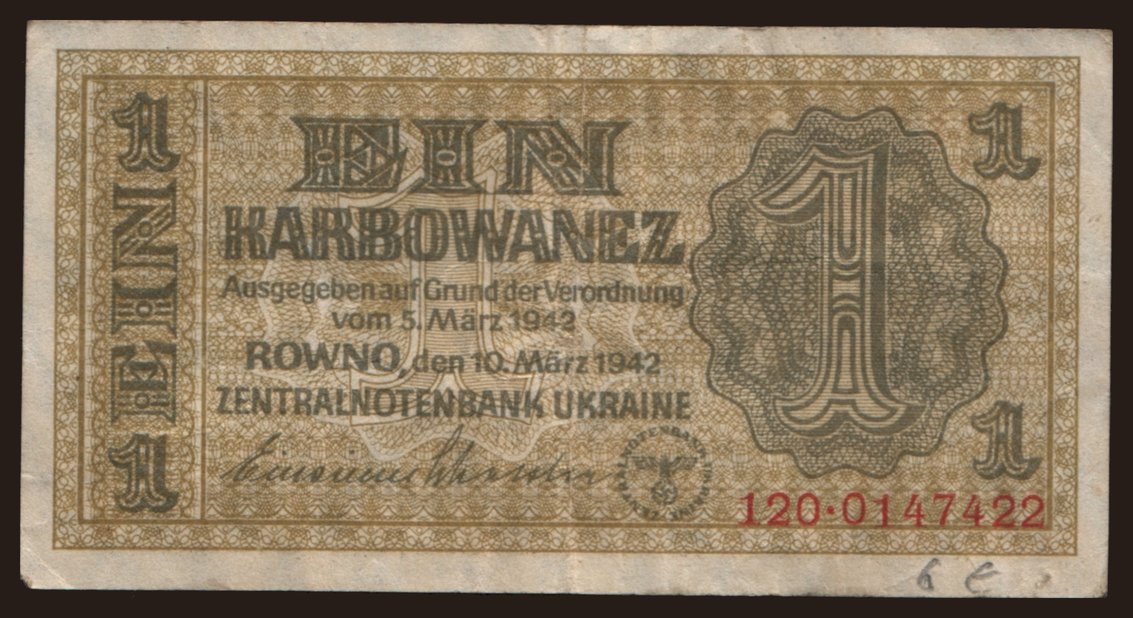 1
EIN
1
EIN
KARBOWANEZ
Ausgegeben auf Grund der Verordnung
vom 5. März 1942
ROWNO, den 10. März 1942
ZENTRALNOTENBANK UKRAINE
1
1
1
120·0147422